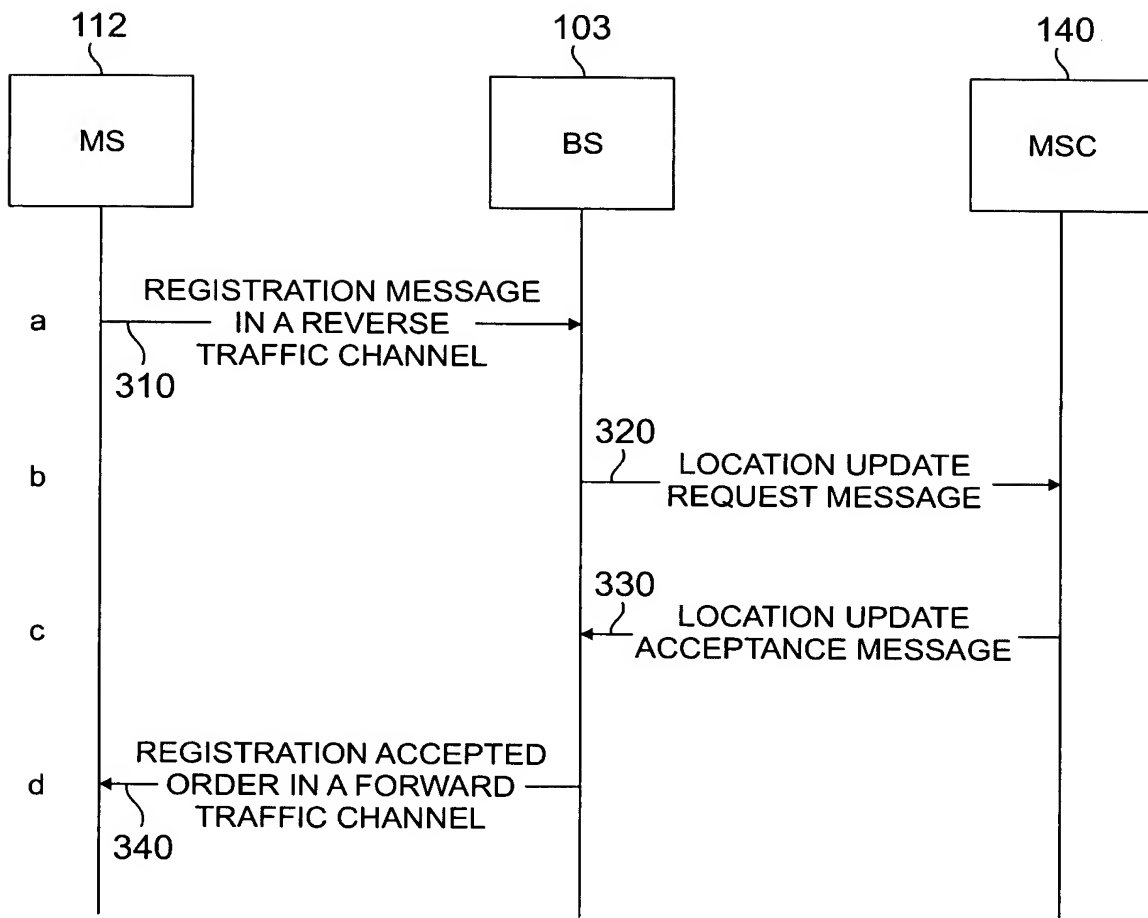 112
103
140
MS
BS
MSC
a
REGISTRATION MESSAGE
IN A REVERSE
TRAFFIC CHANNEL
310
b
320
LOCATION UPDATE
REQUEST MESSAGE
c
330
LOCATION UPDATE
ACCEPTANCE MESSAGE
d
REGISTRATION ACCEPTED
ORDER IN A FORWARD
TRAFFIC CHANNEL
340